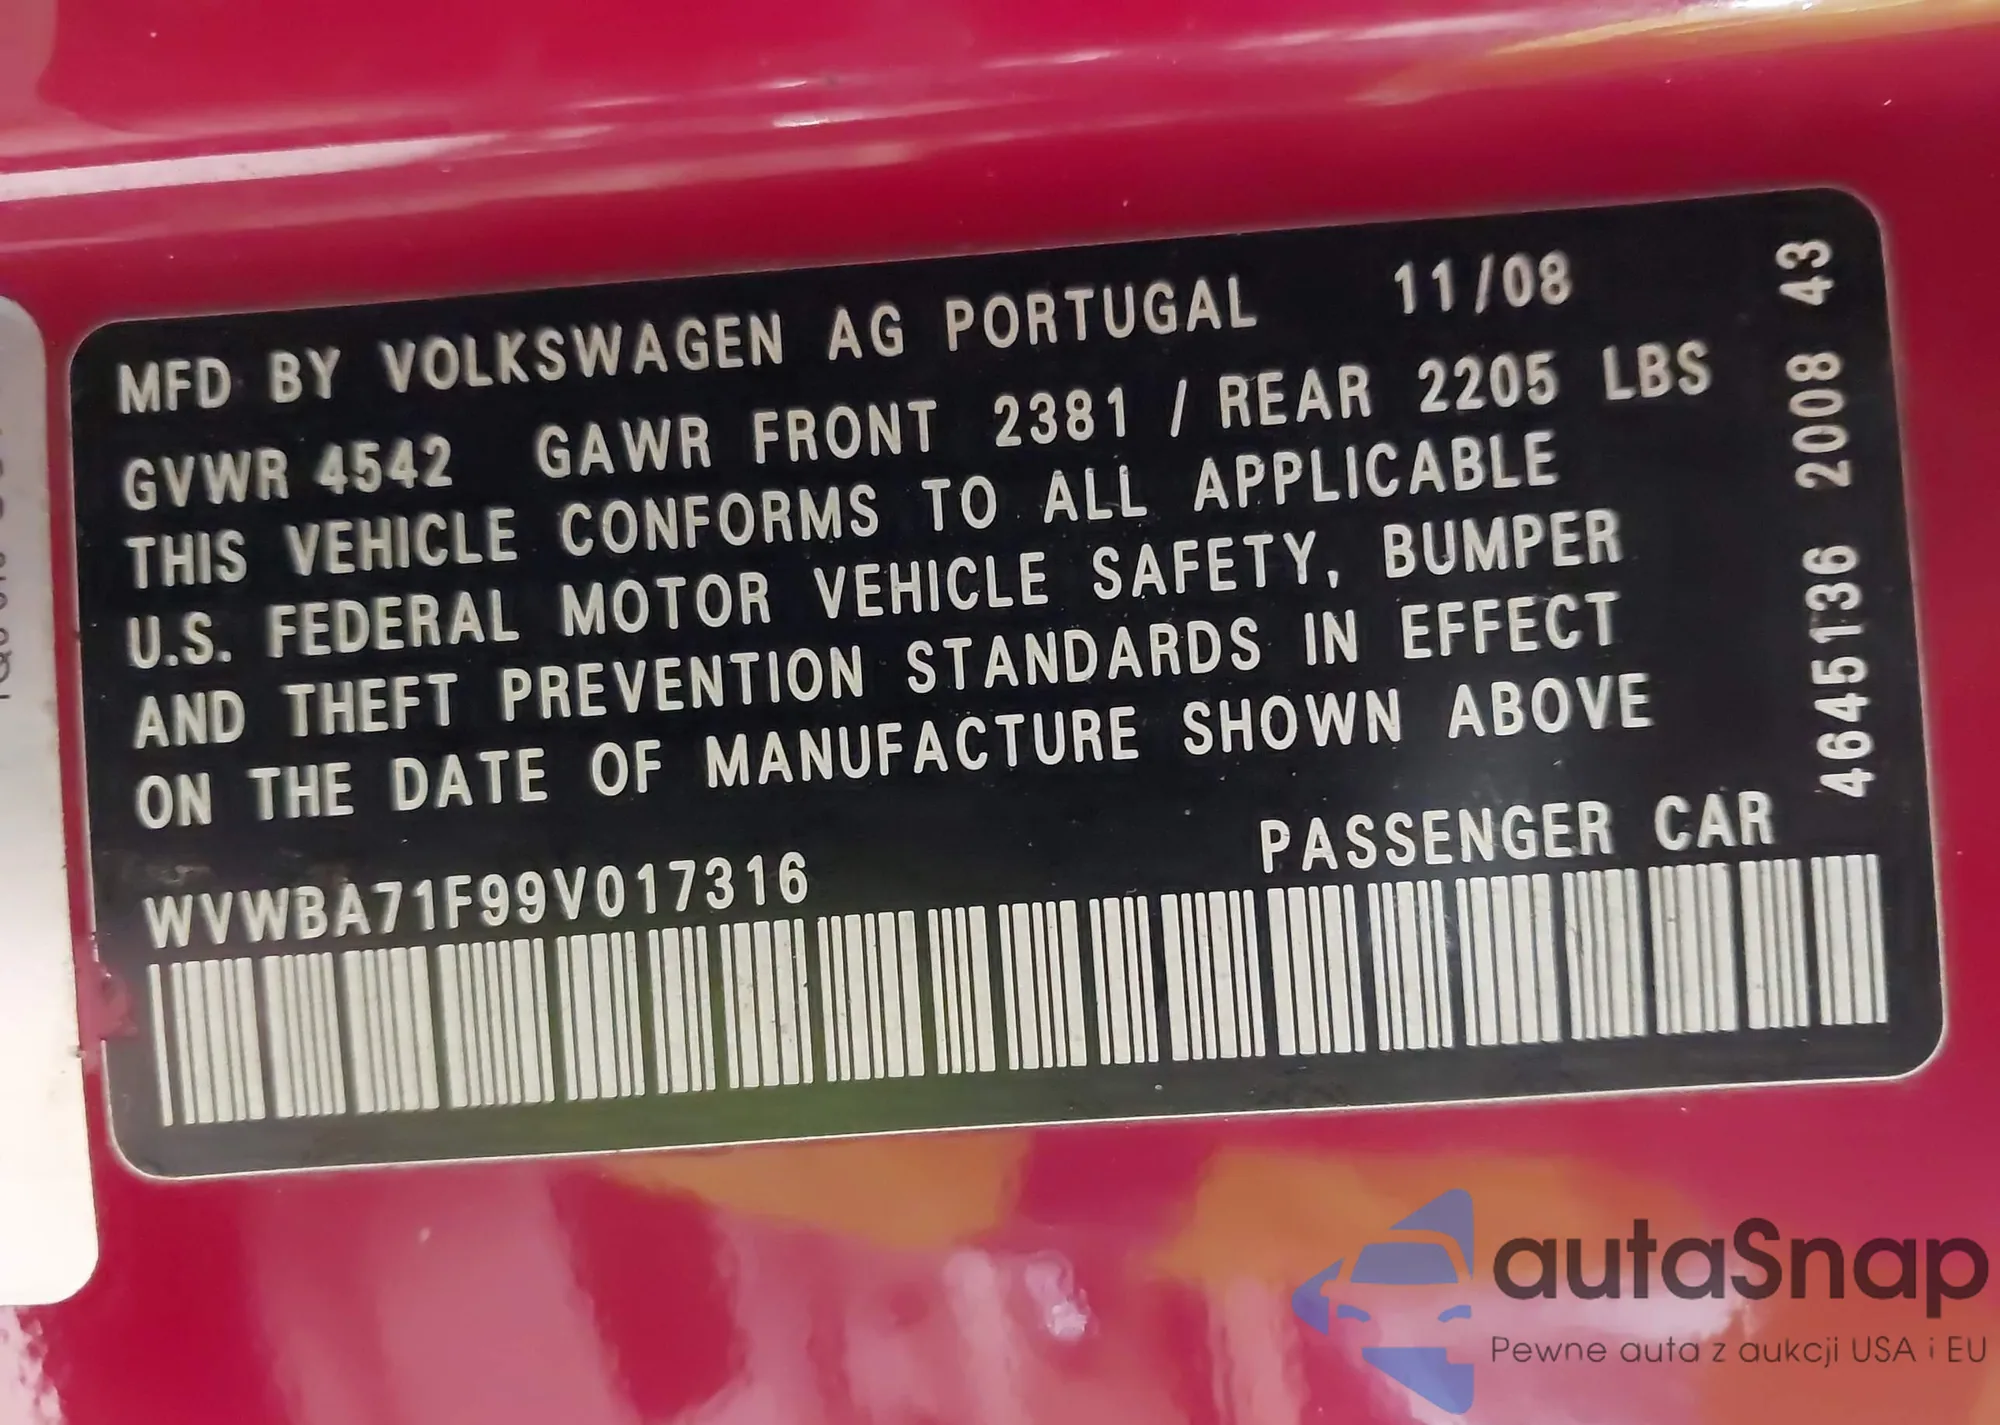 MFD BY VOLKSWAGEN AG PORTUGAL 11/08
GVWR 4542 GAWR FRONT 2381 / REAR 2205 LBS
THIS VEHICLE CONFORMS TO ALL APPLICABLE
U.S. FEDERAL MOTOR VEHICLE SAFETY, BUMPER
AND THEFT PREVENTION STANDARDS IN EFFECT
ON THE DATE OF MANUFACTURE SHOWN ABOVE
PASSENGER CAR
WVWBA71F99V017316
4645136 2008 43
autaSnap
Pewne auta z aukcji USA i EU